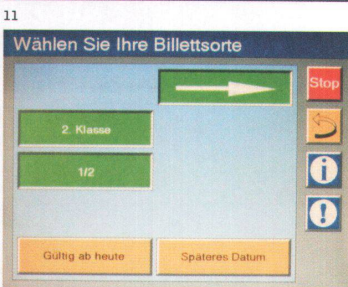 11
Wählen Sie Ihre Billettsorte
Stop
2. Klasse
1/2
Gültig ab heute
Späteres Datum